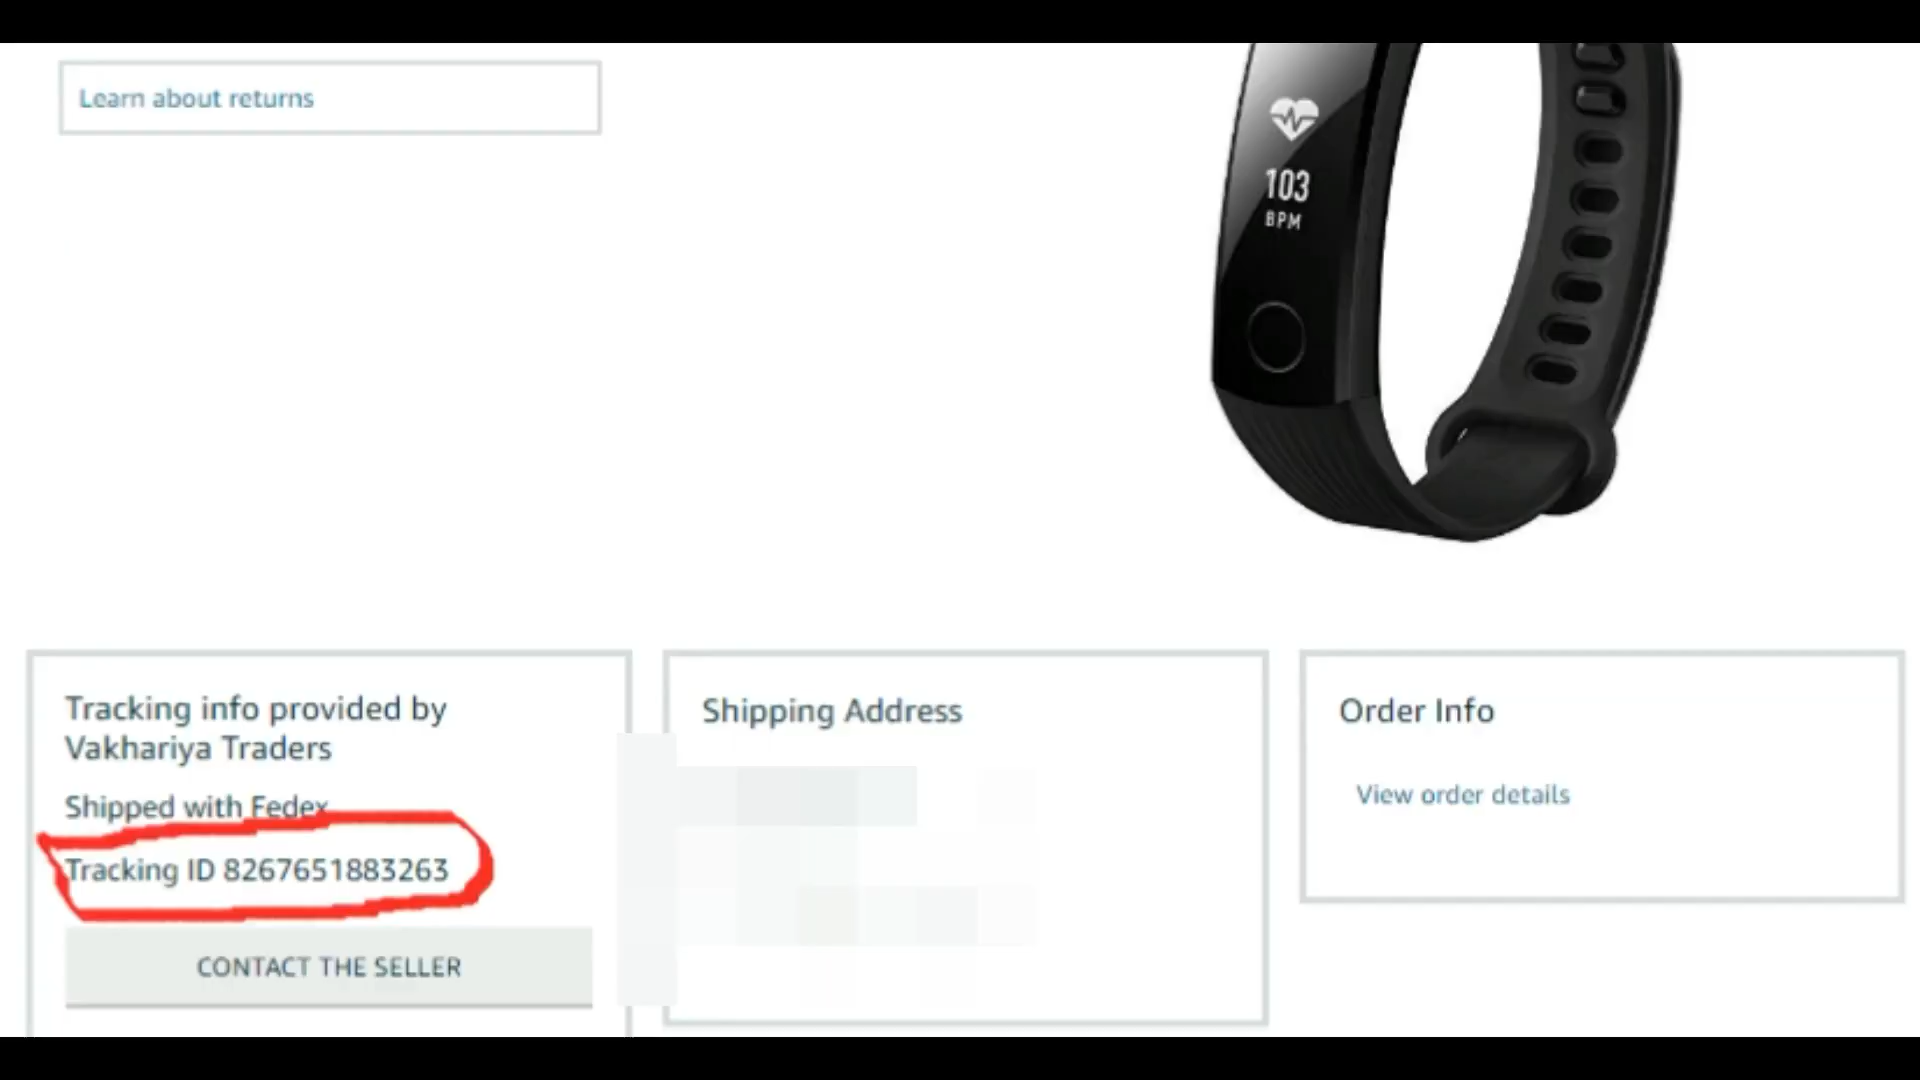 Learn about returns
103
BPM
Tracking info provided by
Vakhariya Traders
Shipped with Fedex
Tracking ID 8267651883263
CONTACT THE SELLER
Shipping Address
Order Info
View order details